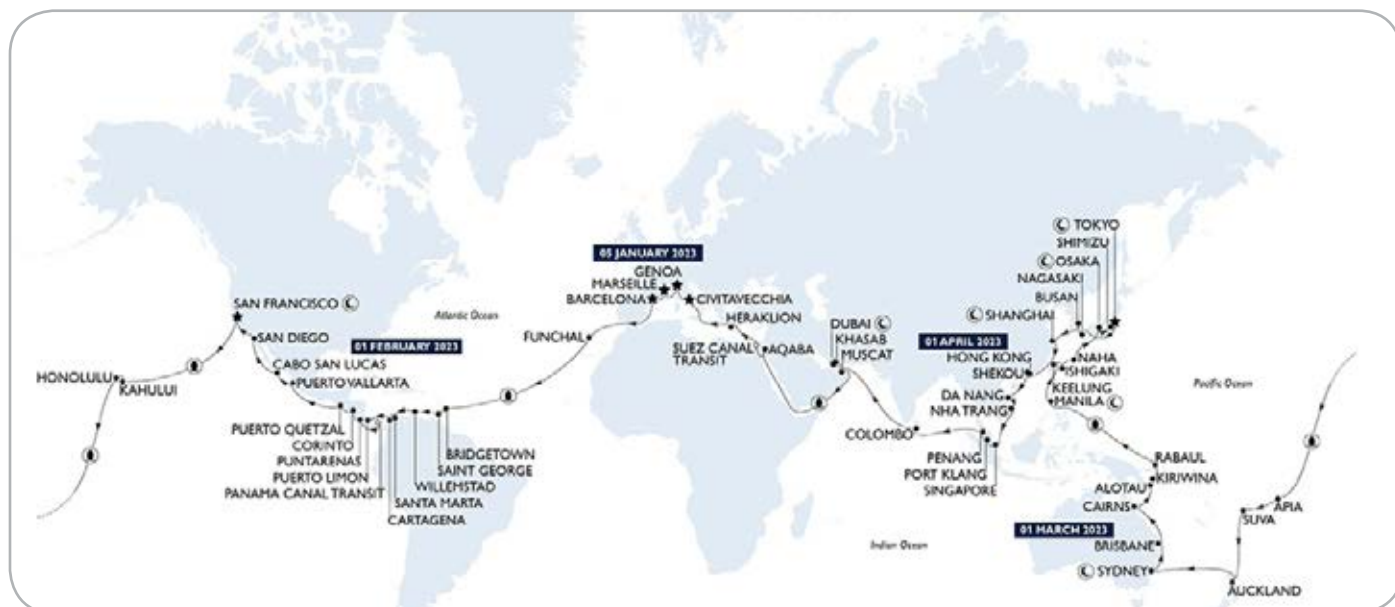 05 JANUARY 2023
GENOA
MARSEILLE
BARCELONA
CIVITAVECCHIA
HERAKLION
FUNCHAL
SUEZ CANAL
TRANSIT
AQABA
DUBAI
KHASAB
MUSCAT
SAN FRANCISCO
SAN DIEGO
Atlantic Ocean
01 FEBRUARY 2023
CABO SAN LUCAS
PUERTO VALLARTA
HONOLULU
KAHULUI
PUERTO QUETZAL
CORINTO
PUNTARENAS
PUERTO LIMON
PANAMA CANAL TRANSIT
BRIDGETOWN
SAINT GEORGE
WILLEMSTAD
SANTA MARTA
CARTAGENA
TOKYO
SHIMIZU
OSAKA
NAGASAKI
BUSAN
SHANGHAI
01 APRIL 2023
HONG KONG
SHEKOU
NAHA
ISHIGAKI
KEELUNG
MANILA
DA NANG
NHA TRANG
COLOMBO
PENANG
PORT KLANG
SINGAPORE
Pacific Ocean
RABAUL
KIRIWINA
ALOTAU
CAIRNS
01 MARCH 2023
BRISBANE
SYDNEY
Indian Ocean
SUVA
APIA
AUCKLAND